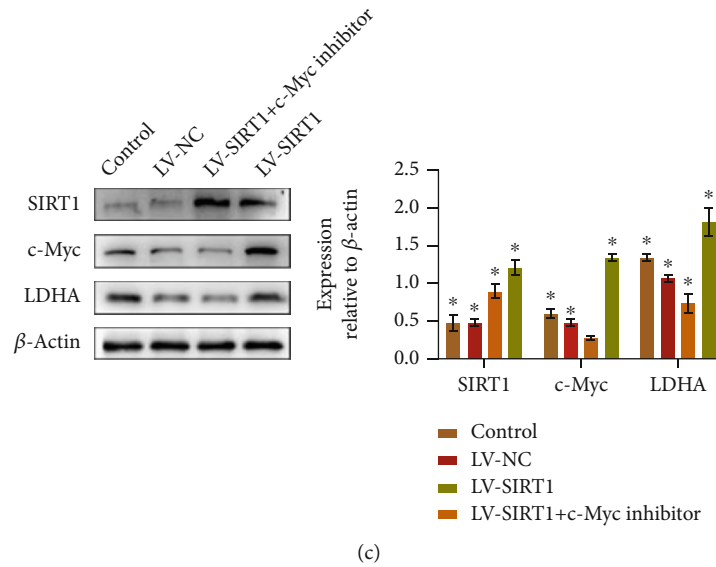 Control
LV-NC
LV-SIRT1+c-Myc inhibitor
LV-SIRT1
SIRT1
c-Myc
LDHA
β-Actin
Expression
relative to β-actin
2.5
2.0
1.5
1.0
0.5
0.0
* * * *
* * *
* * * *
SIRT1 c-Myc LDHA
Control
LV-NC
LV-SIRT1
LV-SIRT1+c-Myc inhibitor
(c)